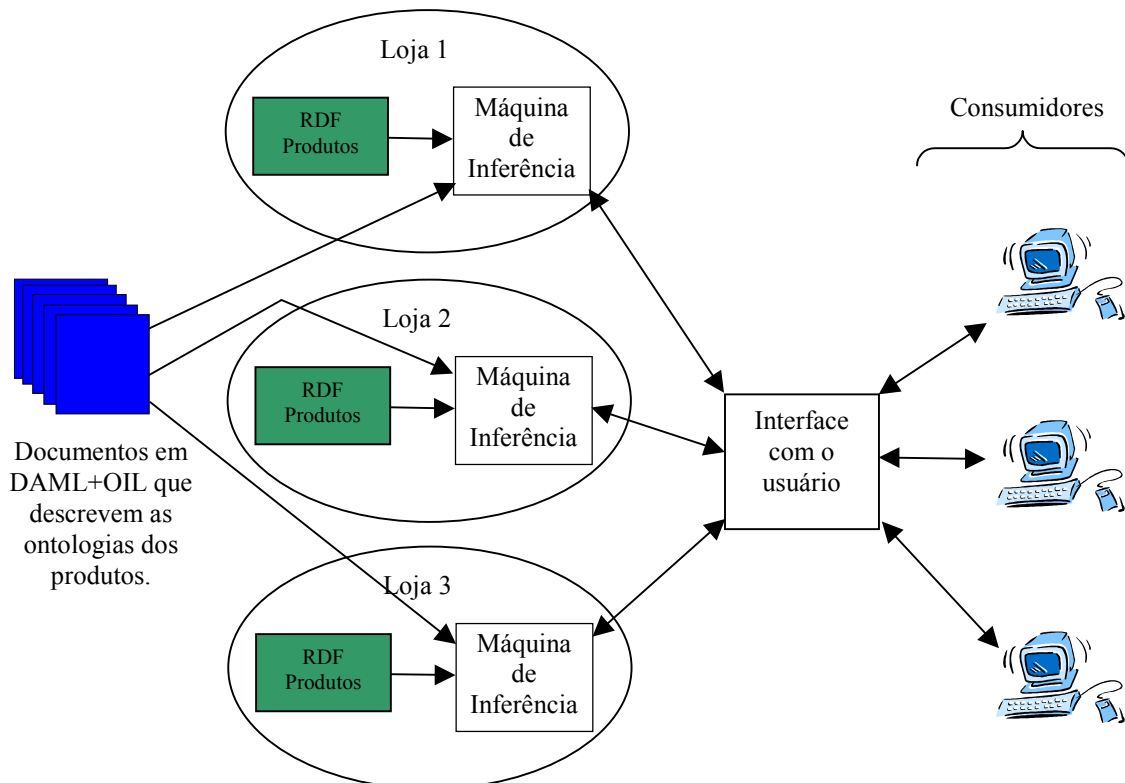 Loja 1
RDF
Produtos
Máquina
de
Inferência
Consumidores
Loja 2
RDF
Produtos
Máquina
de
Inferência
Documentos em
DAML+OIL que
descrevem as
ontologias dos
produtos.
Interface
com o
usuário
Loja 3
RDF
Produtos
Máquina
de
Inferência